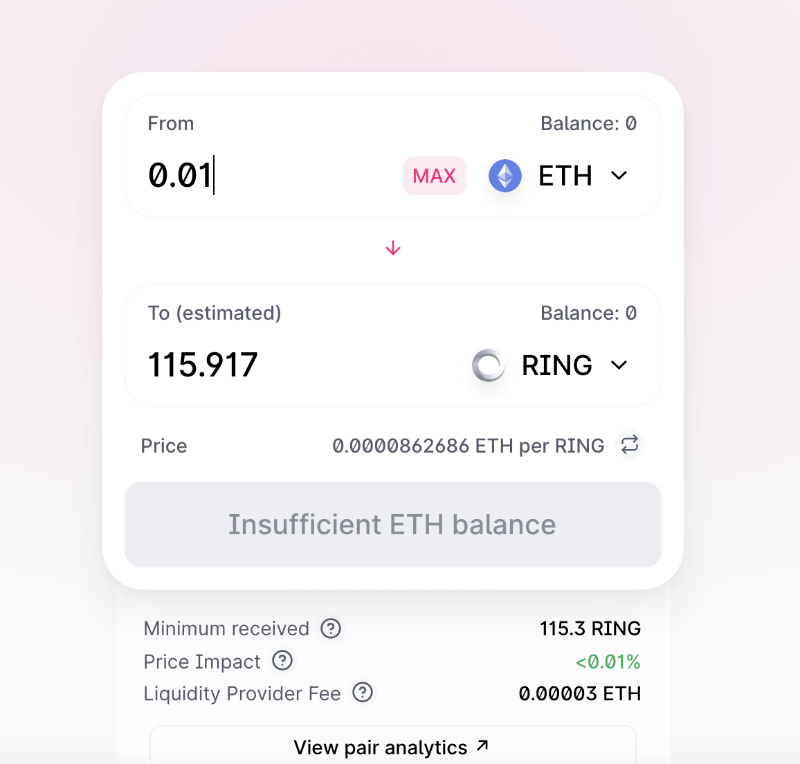 From Balance: 0
0.01 MAX ETH
To (estimated) Balance: 0
115.917 RING
Price 0.0000862686 ETH per RING
Insufficient ETH balance
Minimum received ? 115.3 RING
Price Impact ? <0.01%
Liquidity Provider Fee ? 0.00003 ETH
View pair analytics ↗